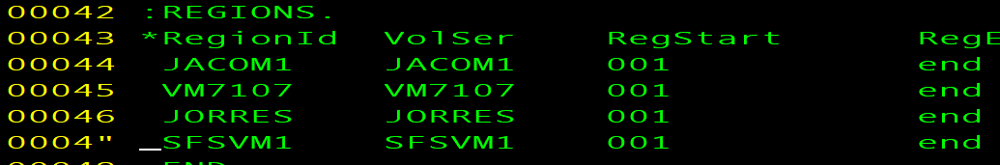 00042 :REGIONS.
00043 *RegionId VolSer RegStart RegE
00044 JACOM1 JACOM1 001 end
00045 VM7107 VM7107 001 end
00046 JORRES JORRES 001 end
0004" _SFSVM1 SFSVM1 001 end